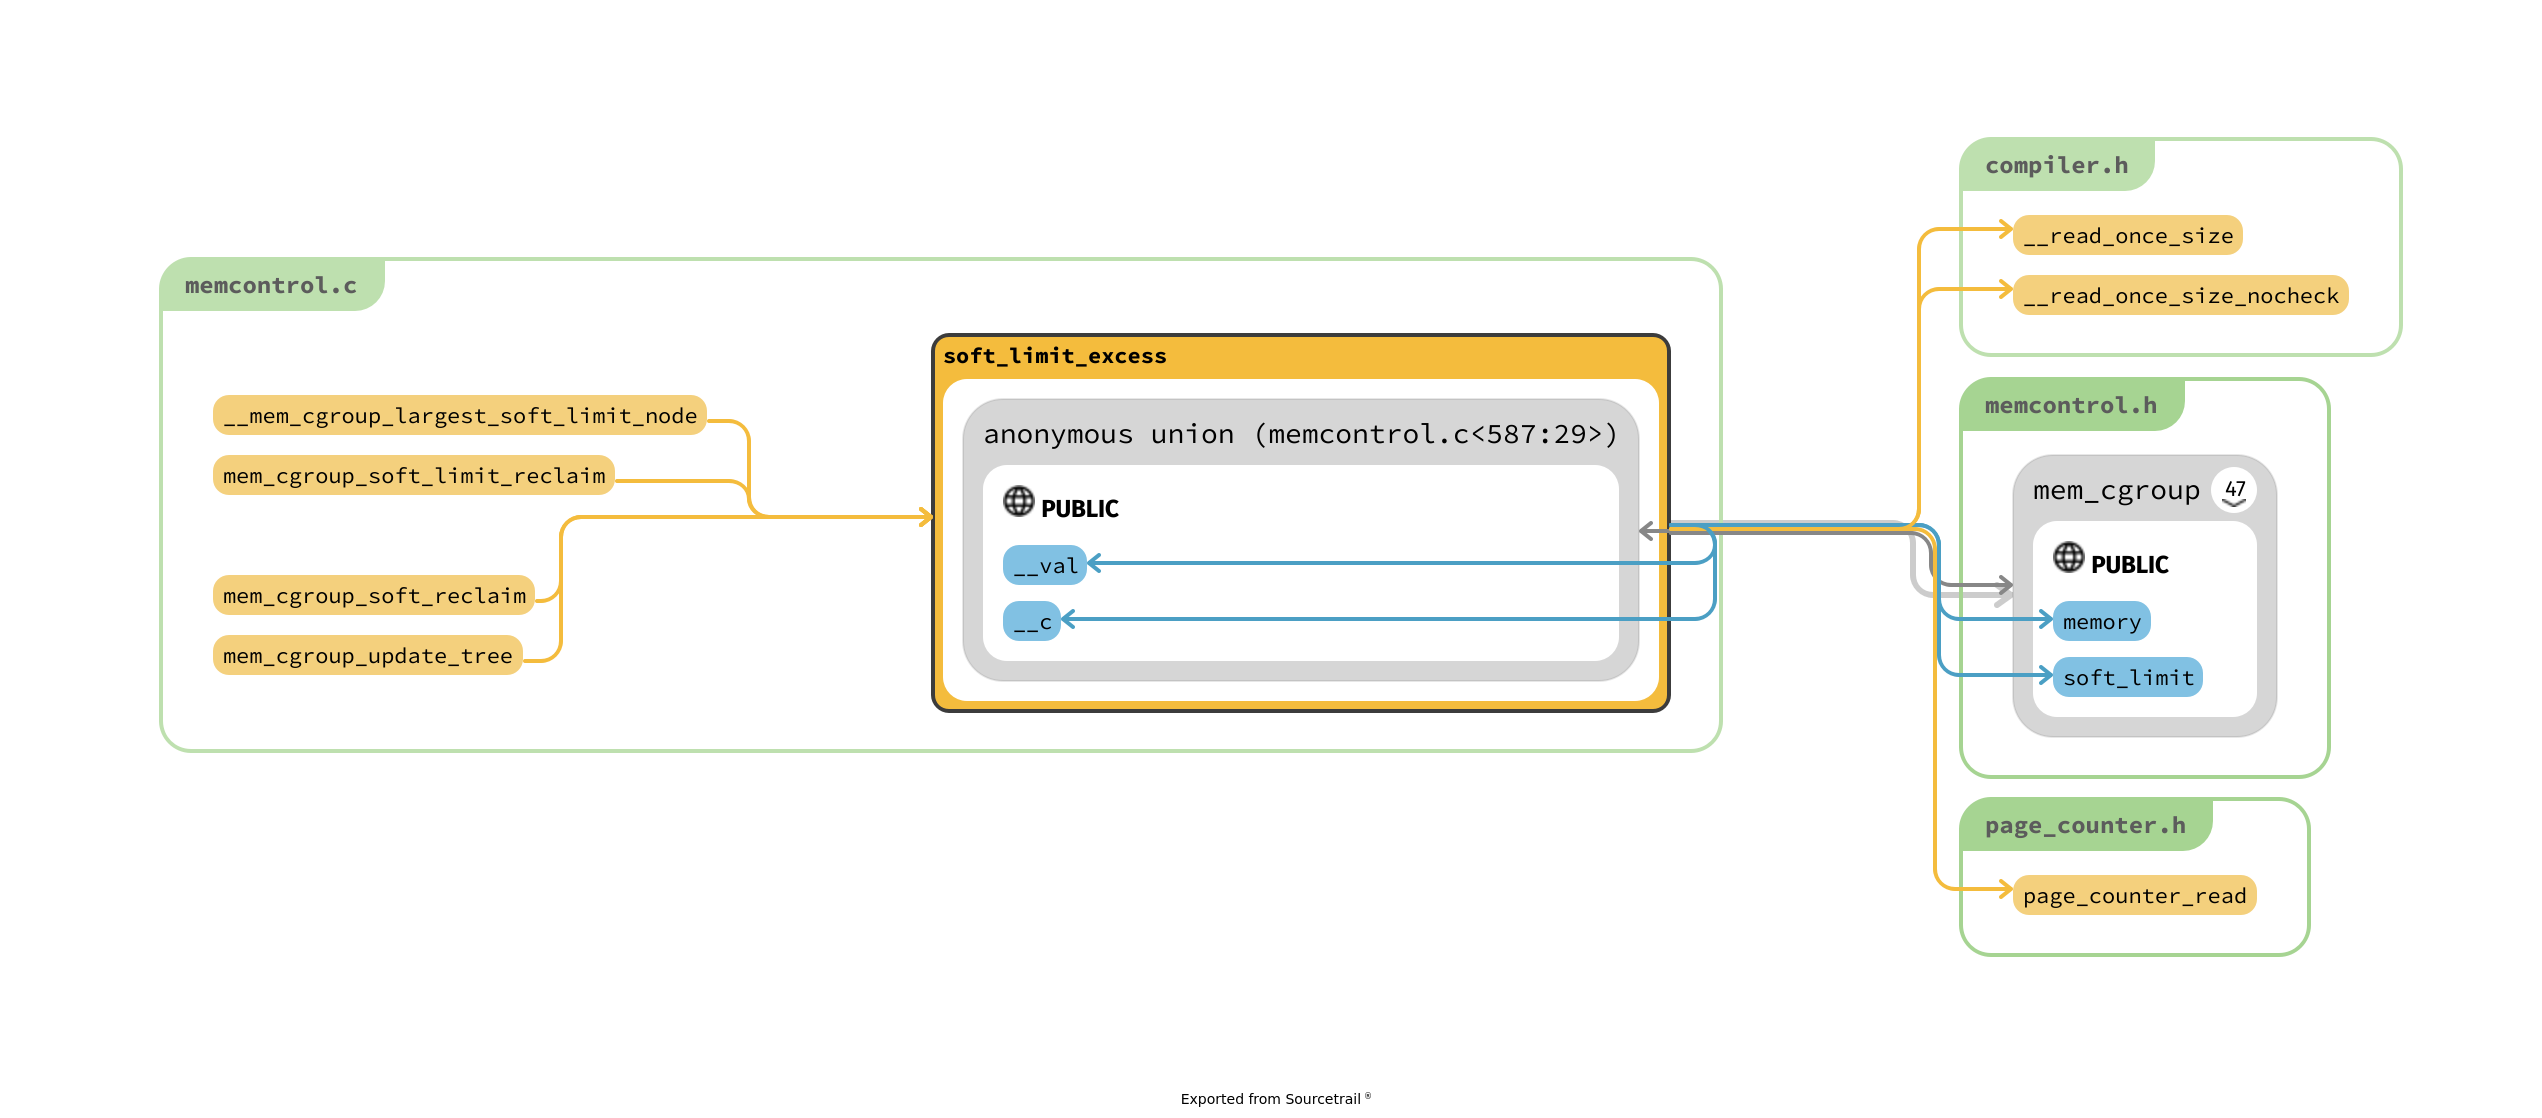 memcontrol.c
__mem_cgroup_largest_soft_limit_node
mem_cgroup_soft_limit_reclaim
mem_cgroup_soft_reclaim
mem_cgroup_update_tree
soft_limit_excess
anonymous union (memcontrol.c<587:29>)
PUBLIC
__val
__c
compiler.h
__read_once_size
__read_once_size_nocheck
memcontrol.h
mem_cgroup 47
PUBLIC
memory
soft_limit
page_counter.h
page_counter_read
Exported from Sourcetrail ®